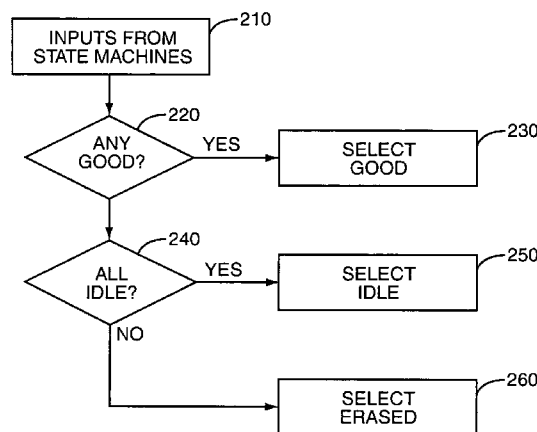 210
INPUTS FROM
STATE MACHINES
220
ANY
GOOD?
YES
230
SELECT
GOOD
240
ALL
IDLE?
YES
250
SELECT
IDLE
NO
260
SELECT
ERASED